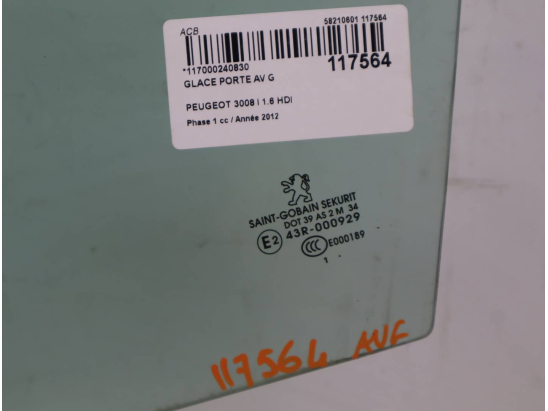 ACB
58210601 117564
*117000240830
117564
GLACE PORTE AV G
PEUGEOT 3008 I 1.6 HDI
Phase 1 cc / Année 2012
SAINT-GOBAIN SEKURIT
DOT 39 AS 2 M 34
E2 43R-000929
CCC E000189
1
117564 AVF